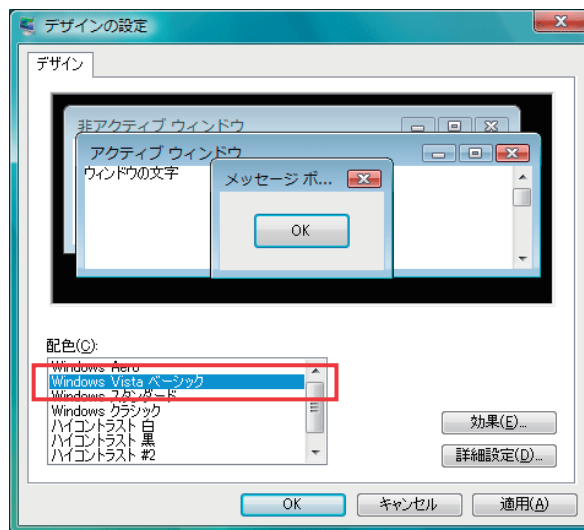 デザインの設定
デザイン
非アクティブ ウィンドウ
アクティブ ウィンドウ
ウィンドウの文字
メッセージ ボ...
OK
配色(C):
Windows Aero
Windows Vista ベーシック
Windows スタンダード
Windows クラシック
ハイコントラスト 白
ハイコントラスト 黒
ハイコントラスト #2
効果(E)...
詳細設定(D)...
OK
キャンセル
適用(A)